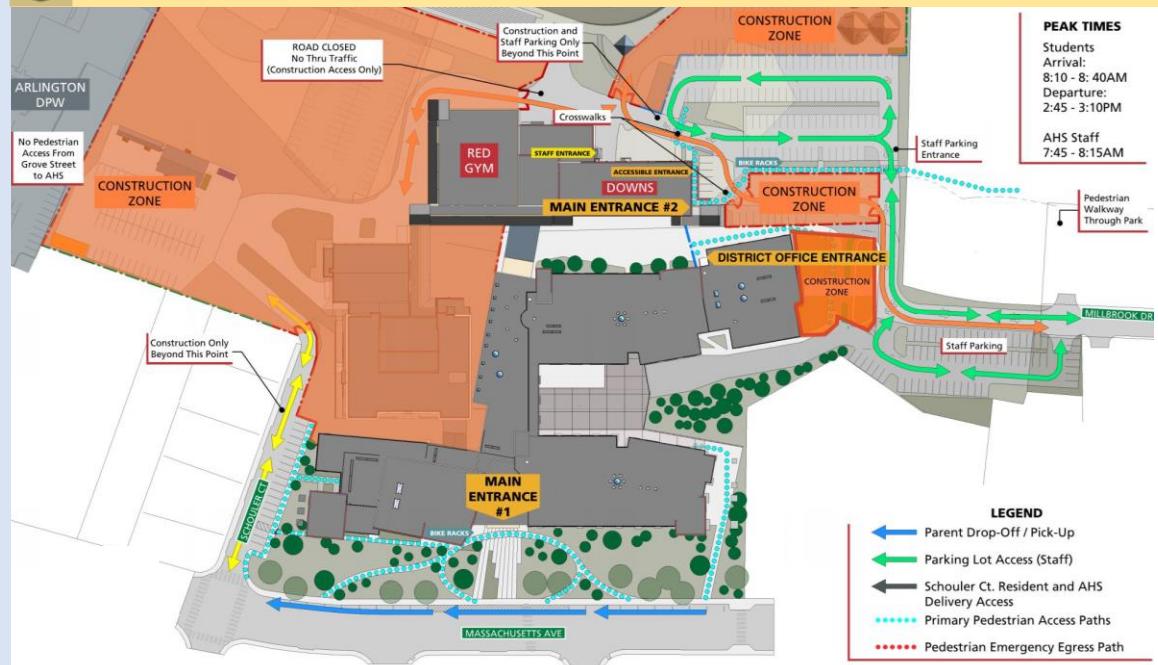 CONSTRUCTION
ZONE
Construction and
Staff Parking Only
Beyond This Point
ROAD CLOSED
No Thru Traffic
(Construction Access Only)
PEAK TIMES
Students
Arrival:
8:10 - 8: 40AM
Departure:
2:45 - 3:10PM
AHS Staff
7:45 - 8:15AM
ARLINGTON
DPW
No Pedestrian
Access From
Grove Street
to AHS
Crosswalks
RED
GYM
STAFF ENTRANCE
BIKE RACKS
ACCESSIBLE ENTRANCE
DOWNS
MAIN ENTRANCE #2
Staff Parking
Entrance
CONSTRUCTION
ZONE
CONSTRUCTION
ZONE
Pedestrian
Walkway
Through Park
DISTRICT OFFICE ENTRANCE
CONSTRUCTION
ZONE
MILLBROOK DR
Construction Only
Beyond This Point
Staff Parking
SCHOULER CT
MAIN
ENTRANCE
#1
BIKE RACKS
MASSACHUSETTS AVE
LEGEND
Parent Drop-Off / Pick-Up
Parking Lot Access (Staff)
Schouler Ct. Resident and AHS
Delivery Access
Primary Pedestrian Access Paths
Pedestrian Emergency Egress Path